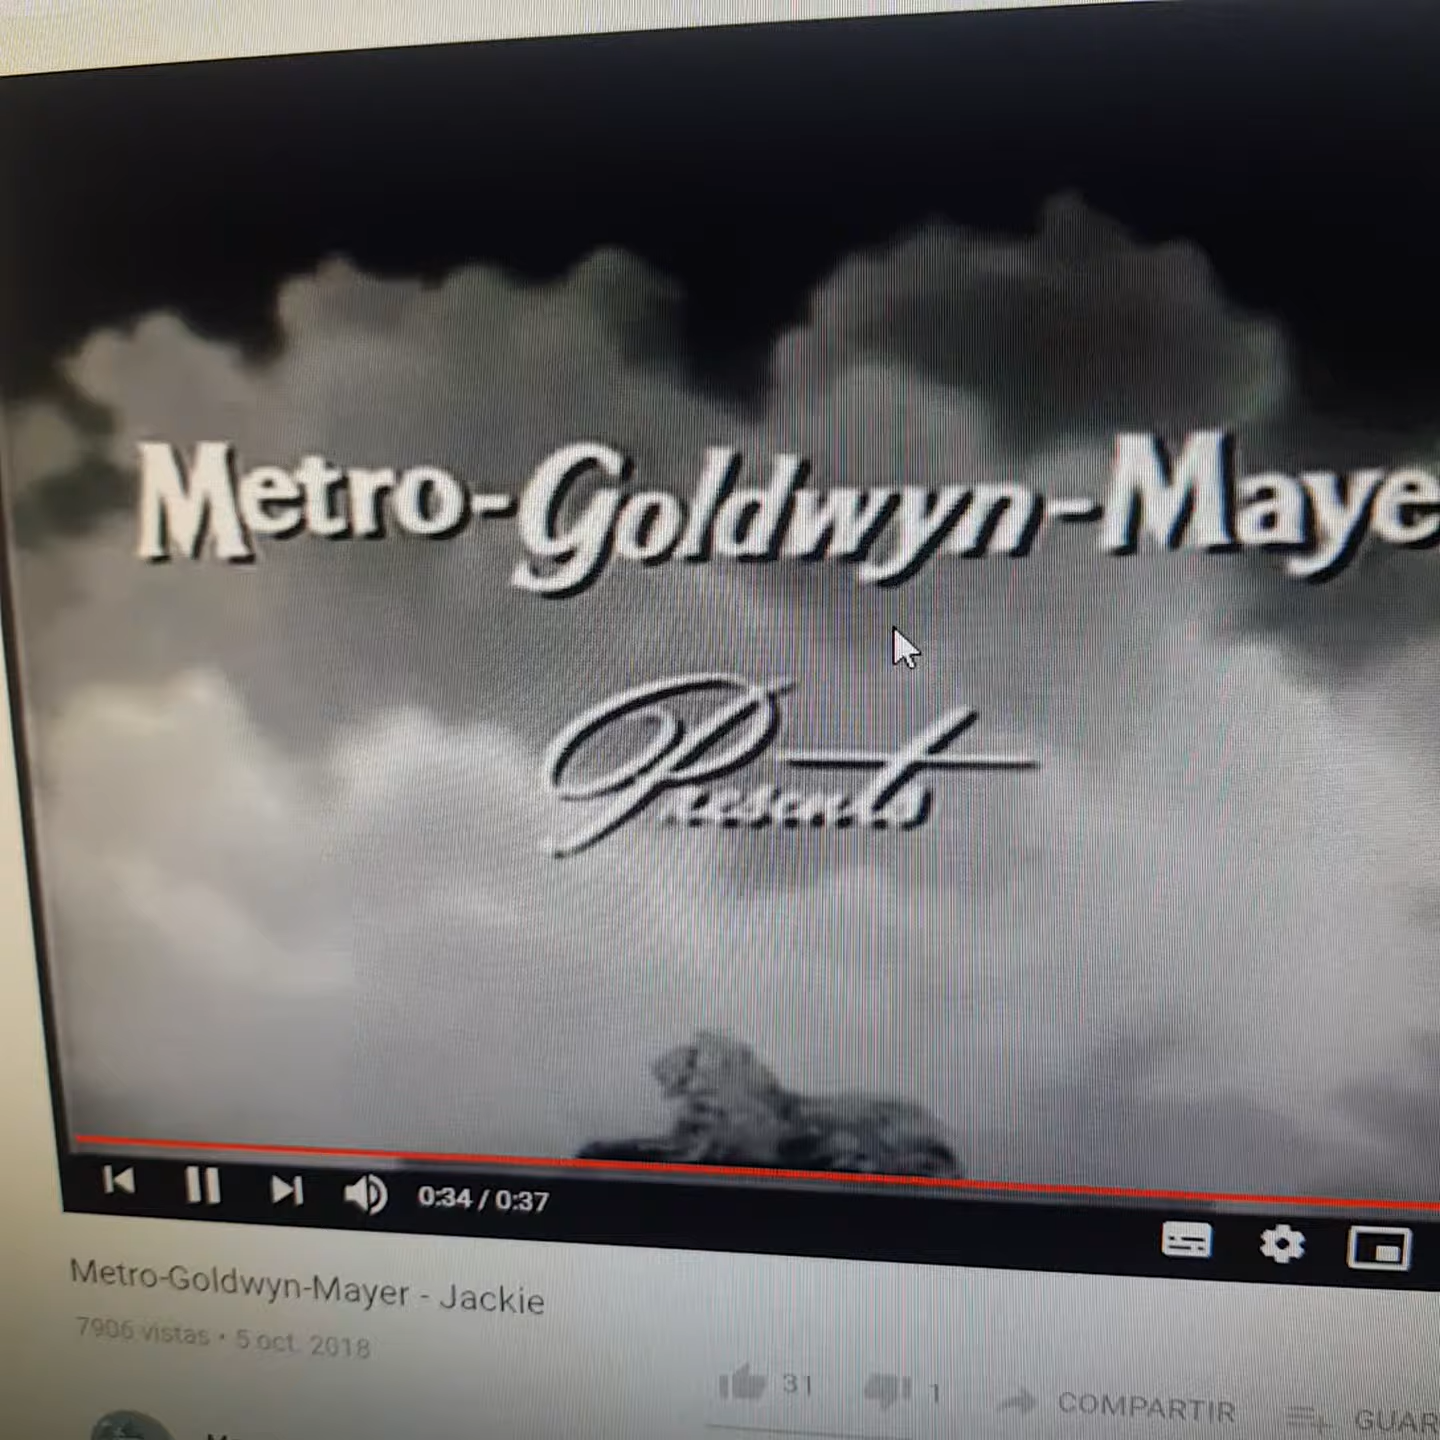 Metro-Goldwyn-Maye
Presents
0:34 / 0:37
Metro-Goldwyn-Mayer - Jackie
7906 vistas • 5 oct. 2018
31 1 COMPARTIR GUAR